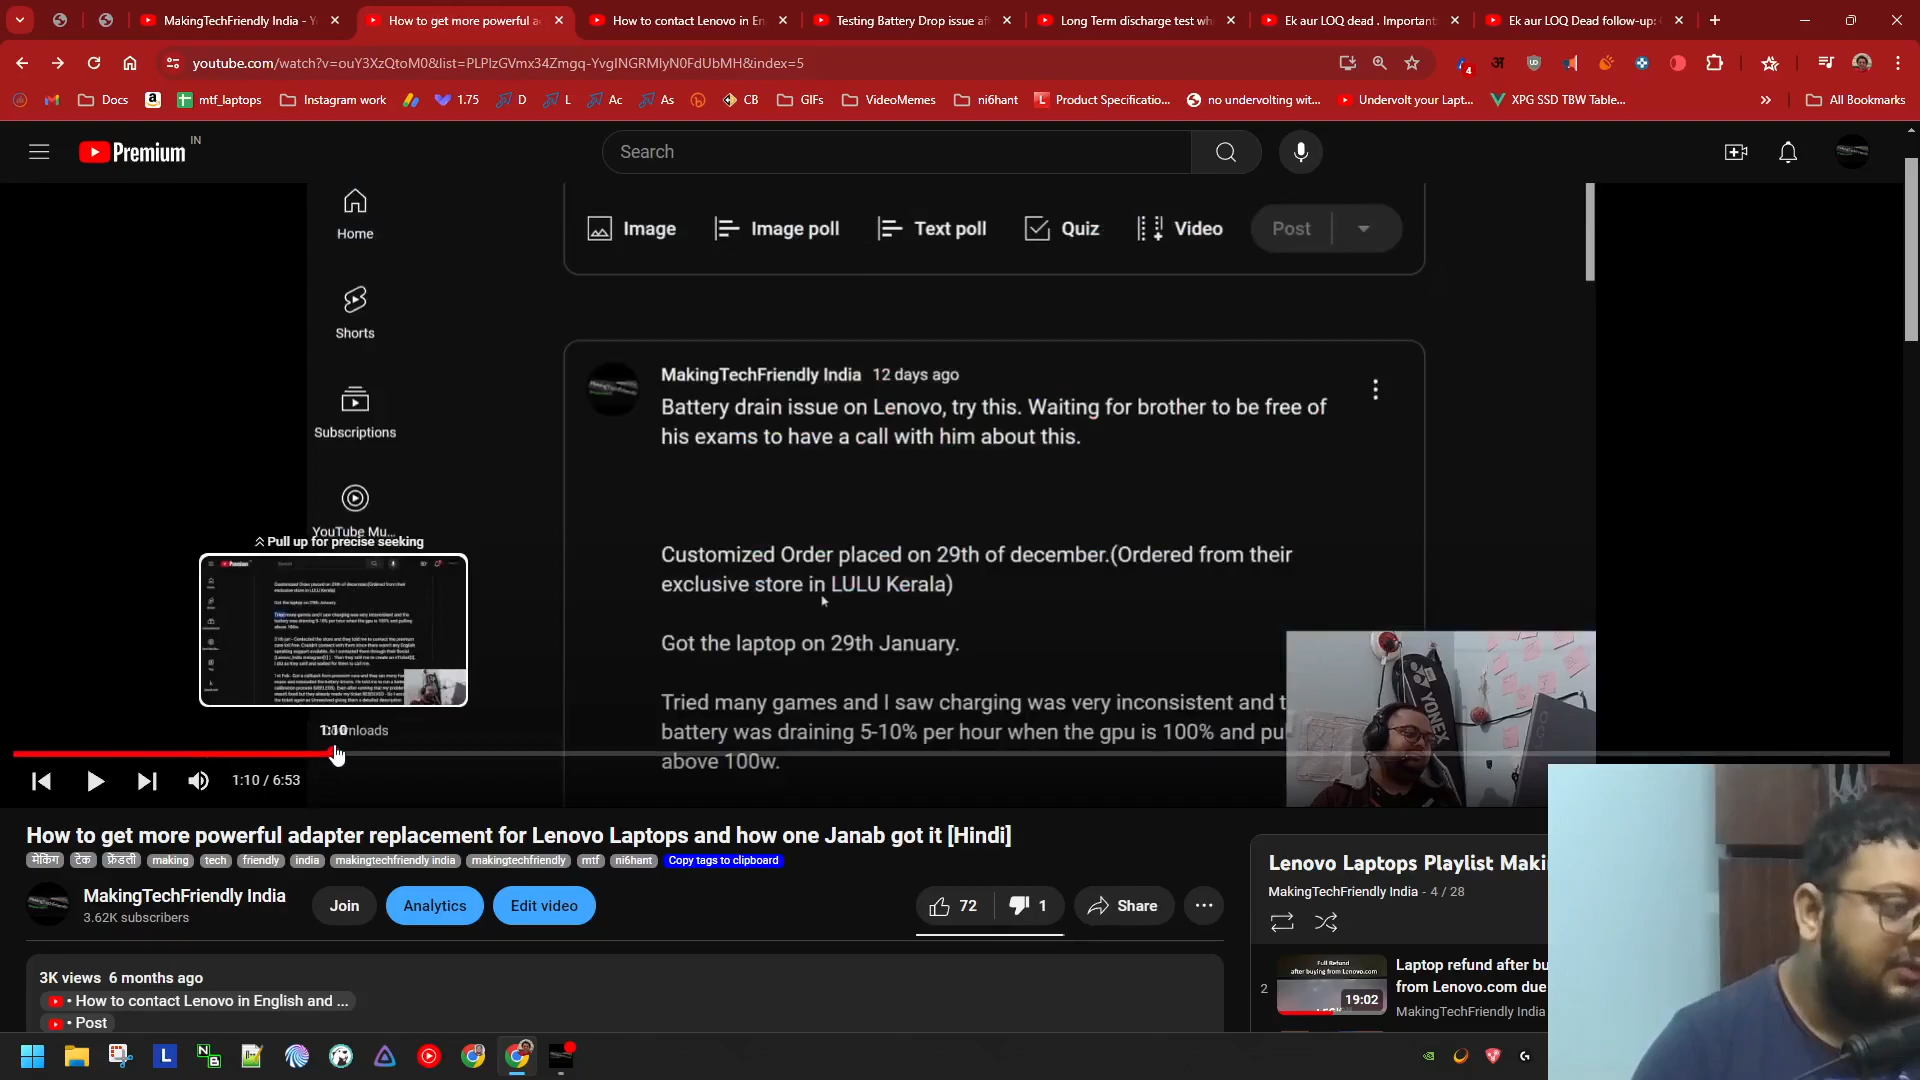 MakingTechFriendly India - Y
How to get more powerful a
How to contact Lenovo in En
Testing Battery Drop issue af
Long Term discharge test wh
Ek aur LOQ dead . Important
Ek aur LOQ Dead follow-up:
youtube.com/watch?v=ouY3XzQtoM0&list=PLPlzGVmx34Zmgq-YvgINGRMlyN0FdUbMH&index=5
4
अ
Docs
mtf_laptops
Instagram work
1.75
D
L
Ac
As
CB
GIFs
VideoMemes
ni6hant
Product Specificatio...
no undervolting wit...
Undervolt your Lapt...
XPG SSD TBW Table...
All Bookmarks
Premium IN
Search
Home
Shorts
Subscriptions
YouTube Mu...
Image
Image poll
Text poll
Quiz
Video
Post
MakingTechFriendly India 12 days ago
Battery drain issue on Lenovo, try this. Waiting for brother to be free of
his exams to have a call with him about this.
Customized Order placed on 29th of december.(Ordered from their
exclusive store in LULU Kerala)
Got the laptop on 29th January.
Tried many games and I saw charging was very inconsistent and t
battery was draining 5-10% per hour when the gpu is 100% and pu
above 100w.
YONEX
Pull up for precise seeking
1:10
1:10 / 6:53
How to get more powerful adapter replacement for Lenovo Laptops and how one Janab got it [Hindi]
मेकिंग
टेक
फ्रेंडली
making
tech
friendly
india
makingtechfriendly india
makingtechfriendly
mtf
ni6hant
Copy tags to clipboard
MakingTechFriendly India
3.62K subscribers
Join
Analytics
Edit video
72
1
Share
3K views 6 months ago
• How to contact Lenovo in English and ...
• Post
Lenovo Laptops Playlist Maki
MakingTechFriendly India - 4 / 28
2
Full Refund
after buying from Lenovo.com
19:02
Laptop refund after bu
from Lenovo.com due
MakingTechFriendly India